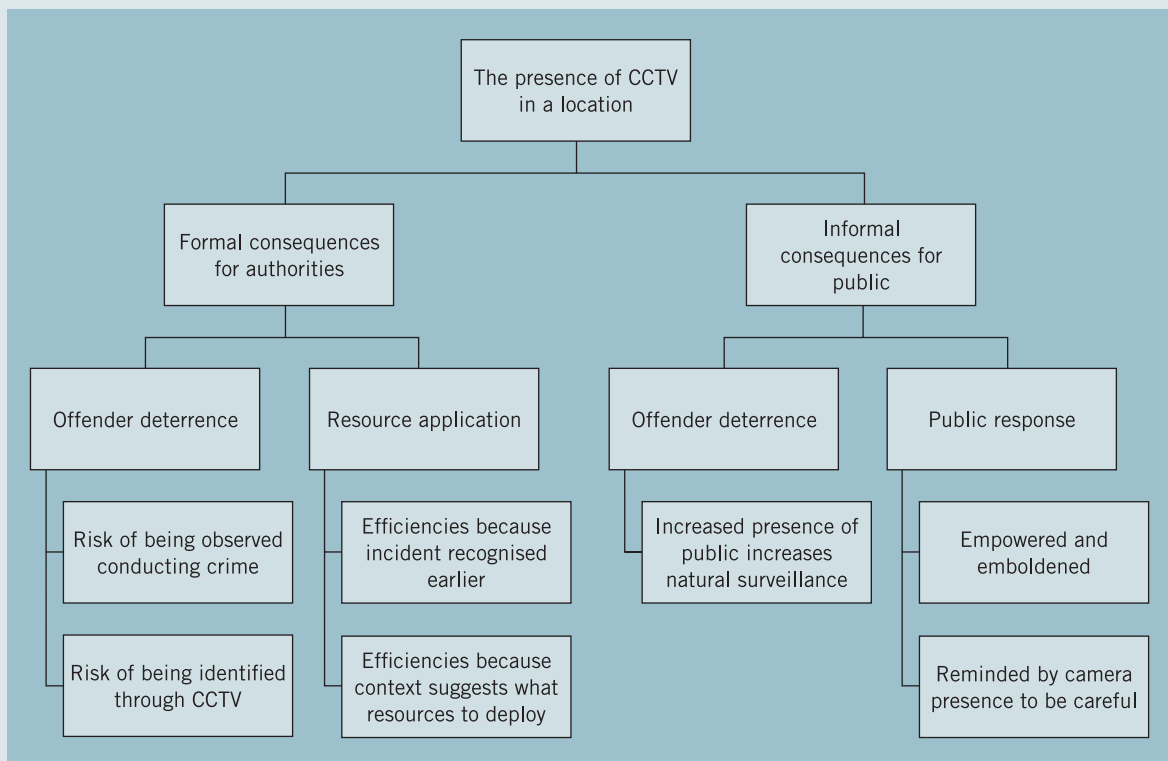 The presence of CCTV
in a location
Formal consequences
for authorities
Informal
consequences for
public
Offender deterrence
Resource application
Offender deterrence
Public response
Risk of being observed
conducting crime
Efficiencies because
incident recognised
earlier
Increased presence of
public increases
natural surveillance
Empowered and
emboldened
Risk of being identified
through CCTV
Efficiencies because
context suggests what
resources to deploy
Reminded by camera
presence to be careful